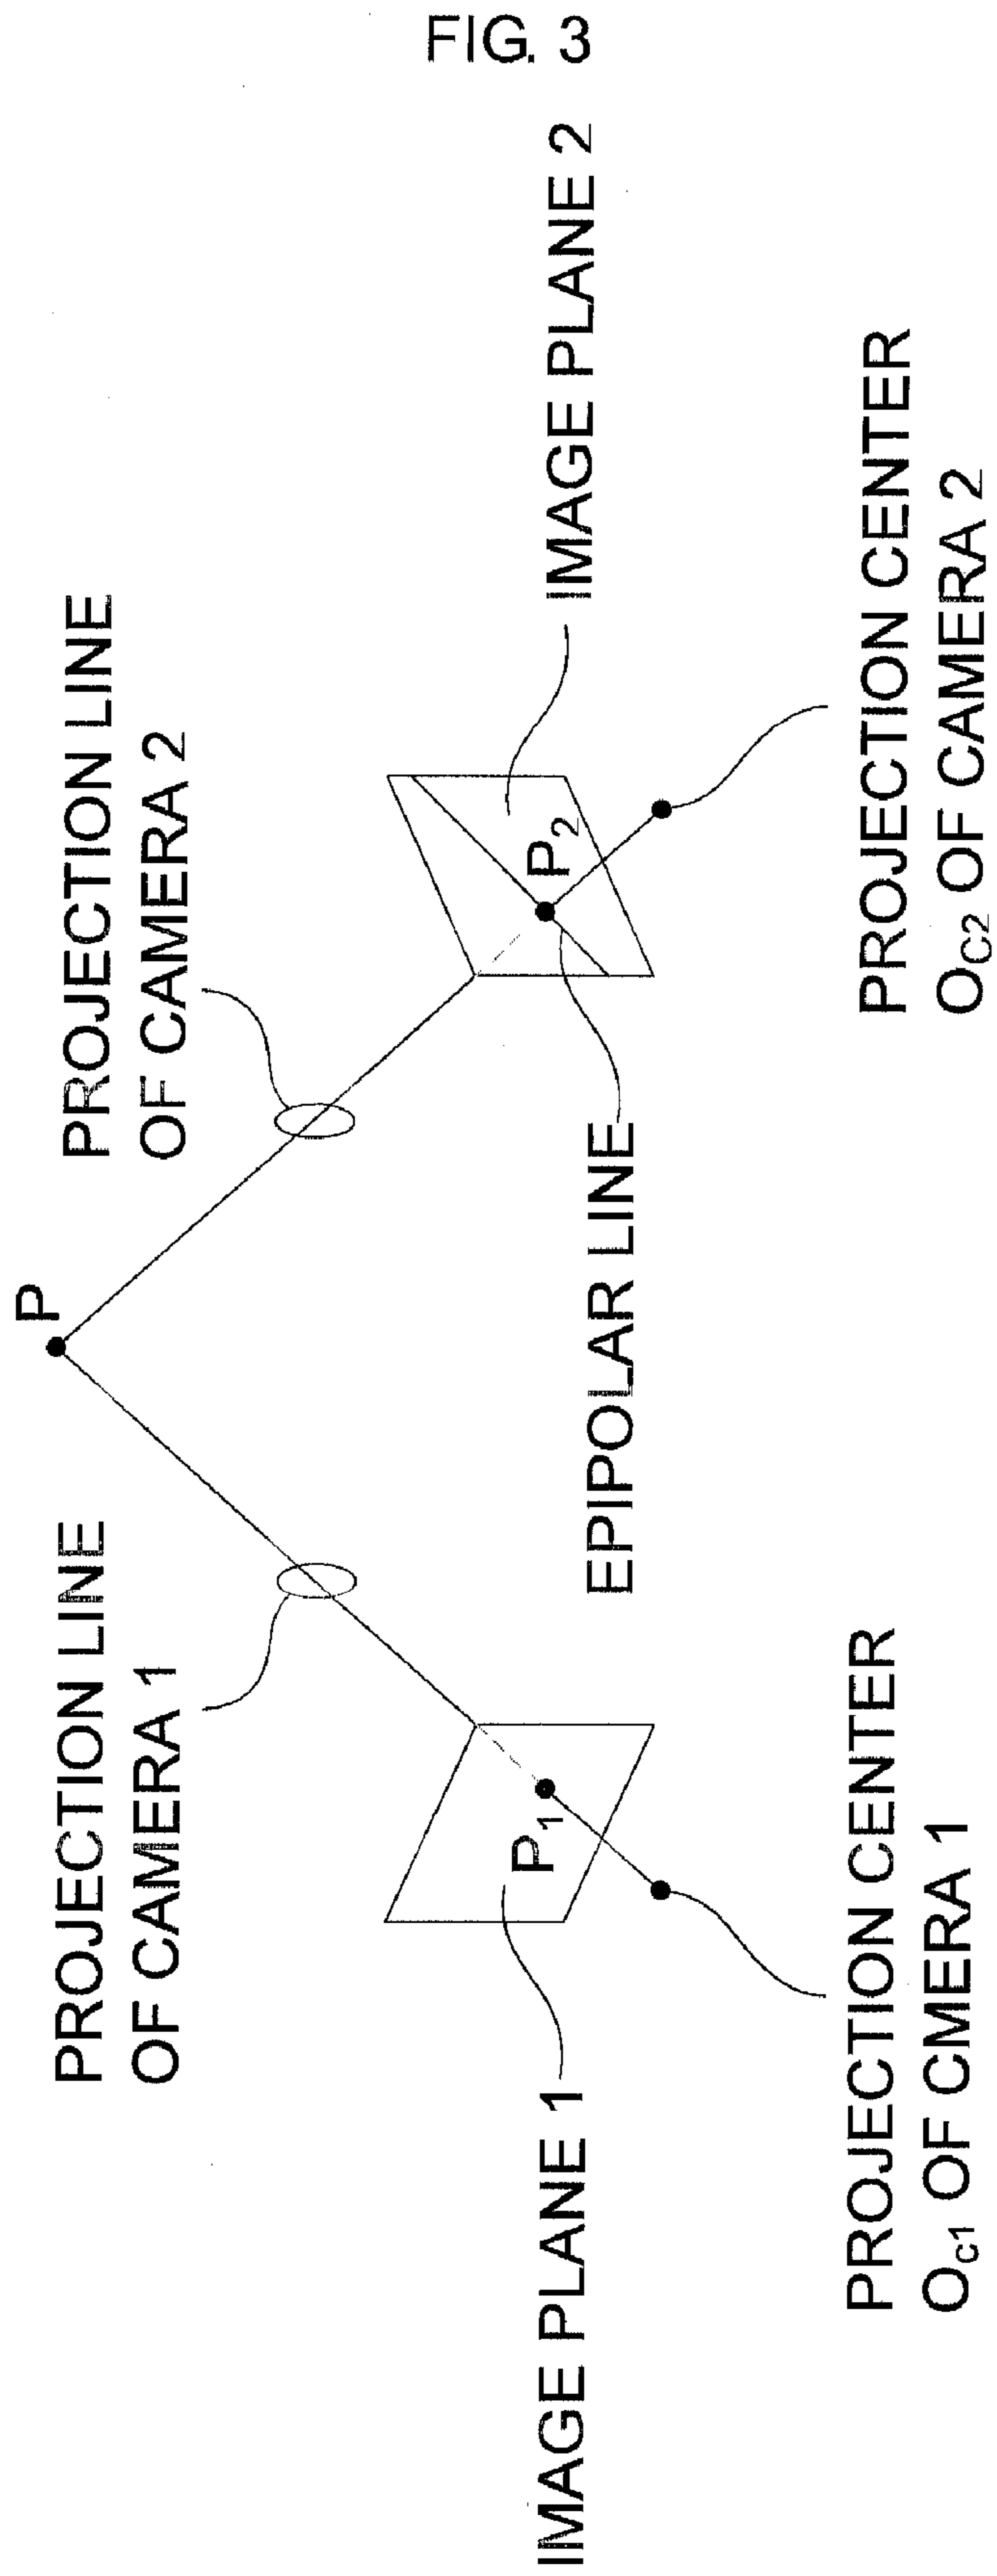 FIG. 3
P
PROJECTION LINE
OF CAMERA 1
PROJECTION LINE
OF CAMERA 2
IMAGE PLANE 1
P1
EPIPOLAR LINE
P2
IMAGE PLANE 2
PROJECTION CENTER
OC1 OF CMERA 1
PROJECTION CENTER
OC2 OF CAMERA 2